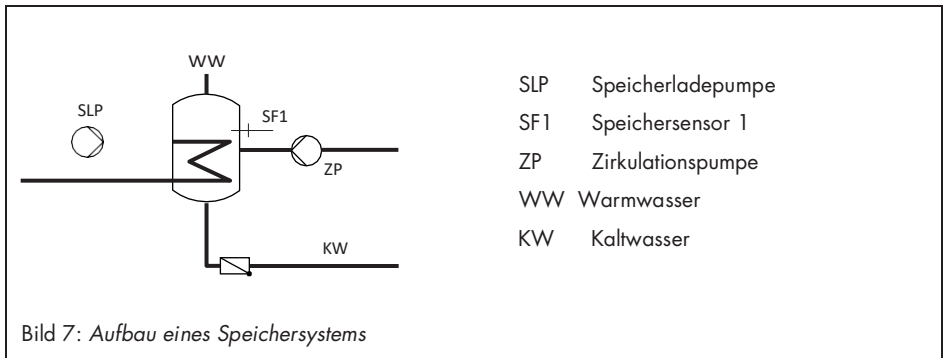 WW
SLP
SF1
ZP
KW
SLP Speicherladepumpe
SF1 Speichersensor 1
ZP Zirkulationspumpe
WW Warmwasser
KW Kaltwasser
Bild 7: Aufbau eines Speichersystems